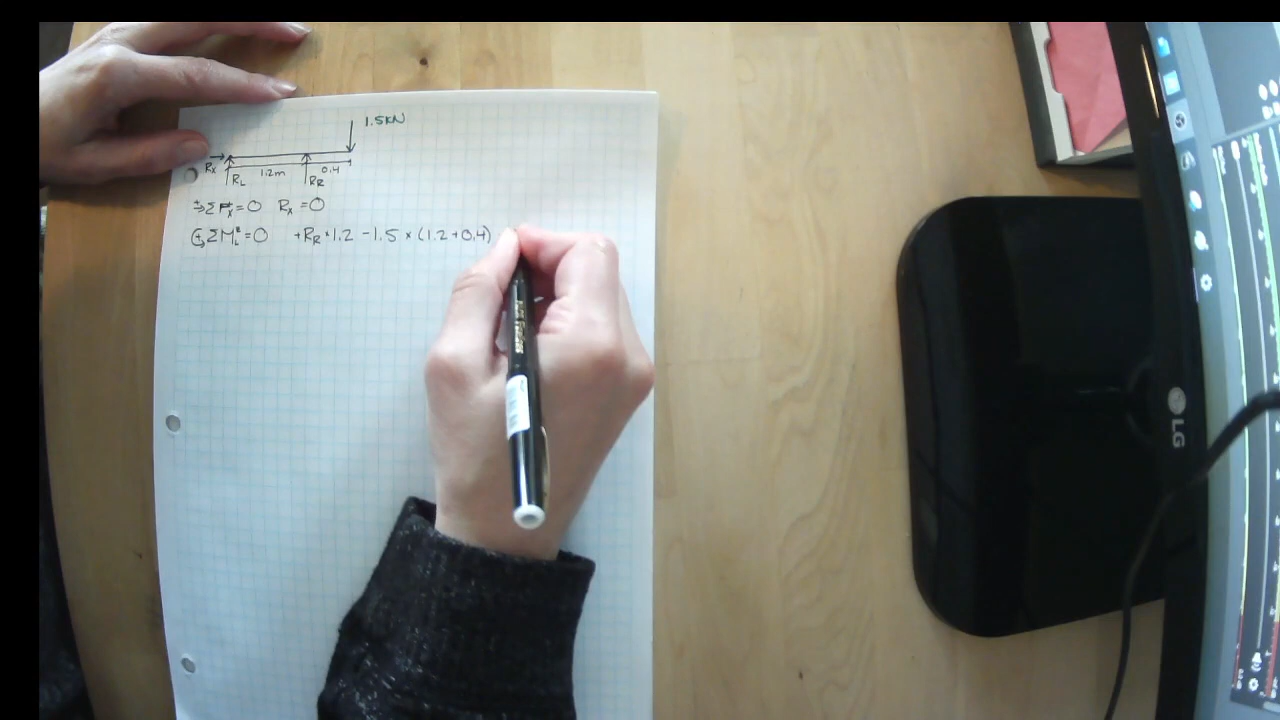 1.5kN
Rx 1.2m 0.4
RL RR
→ΣFx=0 Rx=0
ΣML=0 +RR×1.2 -1.5×(1.2+0.4)
LG